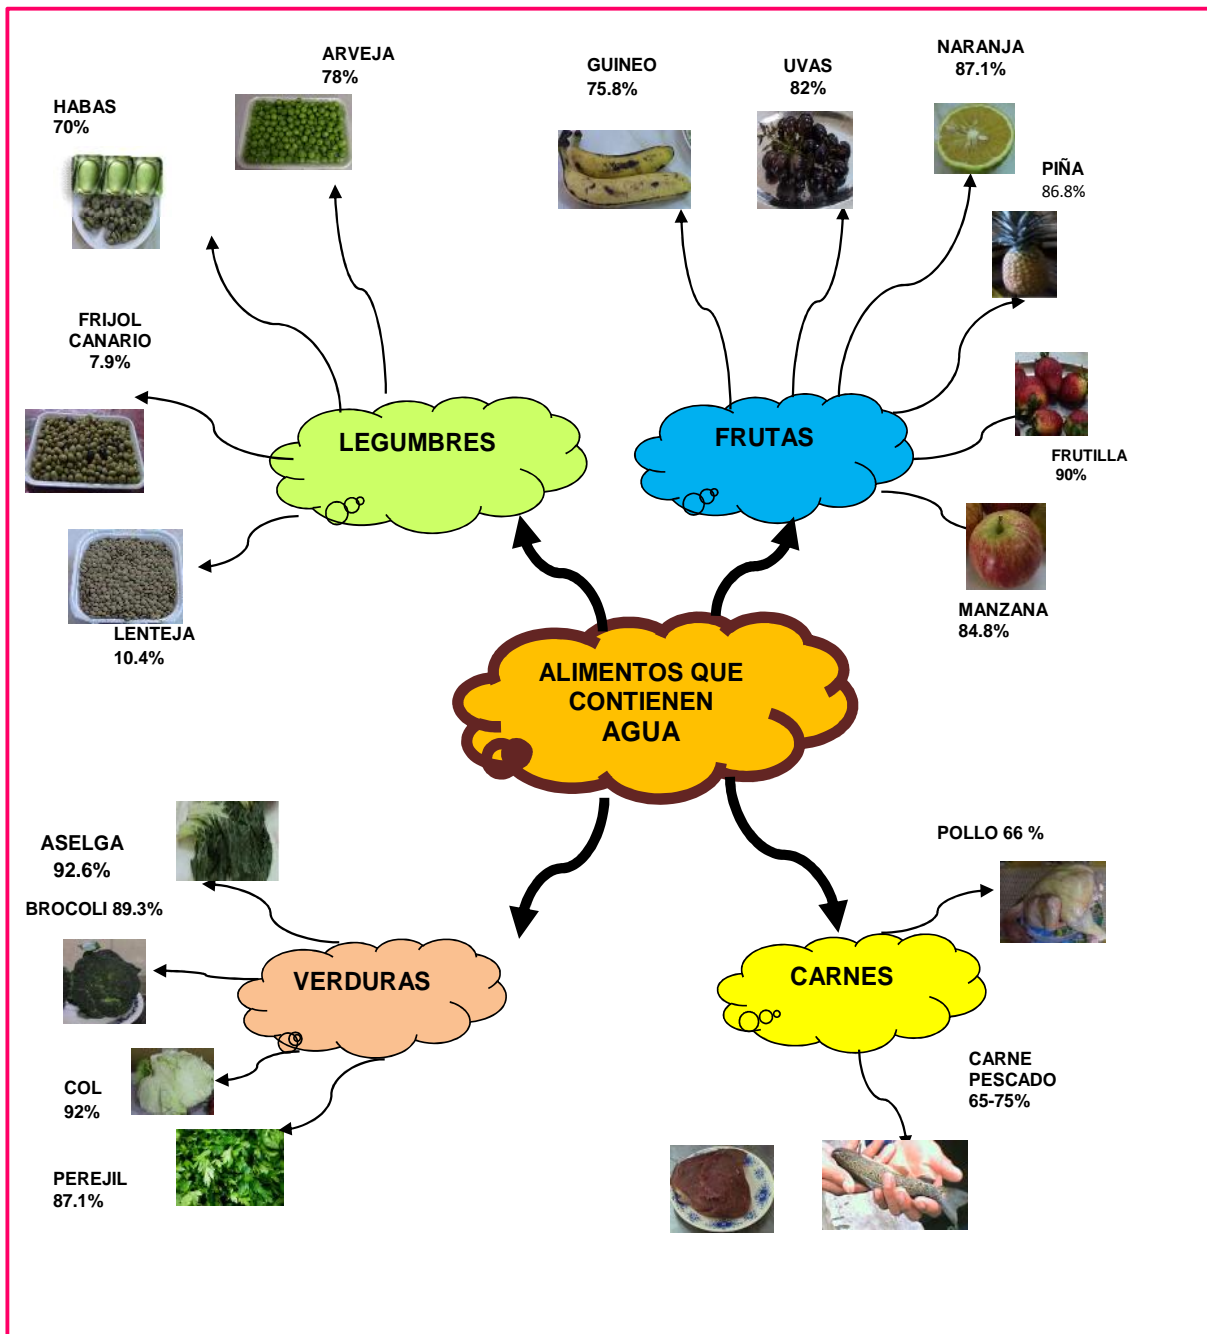 ARVEJA
78%
HABAS
70%
FRIJOL
CANARIO
7.9%
LENTEJA
10.4%
LEGUMBRES
GUINEO
75.8%
UVAS
82%
NARANJA
87.1%
PIÑA
86.8%
FRUTILLA
90%
MANZANA
84.8%
FRUTAS
ALIMENTOS QUE
CONTIENEN
AGUA
ASELGA
92.6%
BROCOLI 89.3%
VERDURAS
COL
92%
PEREJIL
87.1%
POLLO 66 %
CARNES
CARNE
PESCADO
65-75%